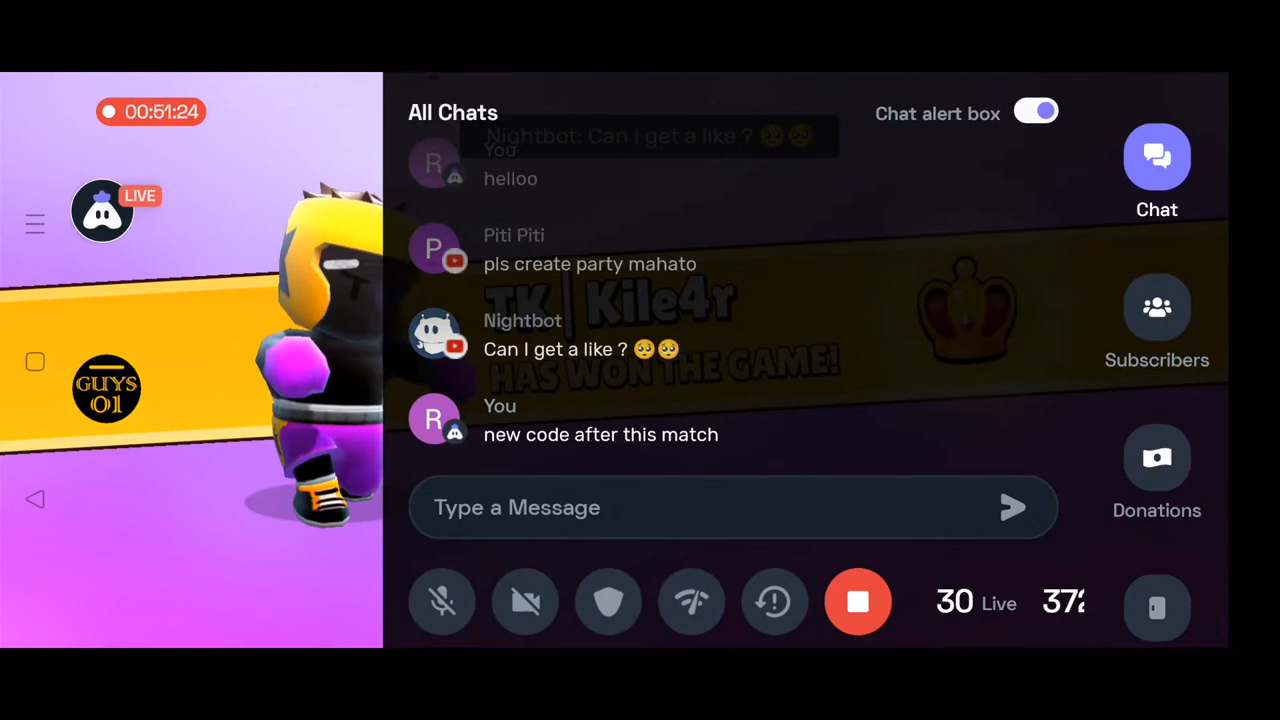 00:51:24
LIVE
GUYS
01
All Chats
Chat alert box
Nightbot: Can I get a like ? 🥺🥺
You
helloo
Piti Piti
pls create party mahato
Nightbot
Can I get a like ? 🥺🥺
You
new code after this match
TK | Kile4r
HAS WON THE GAME!
Type a Message
30 Live
Chat
Subscribers
Donations
R
P
R